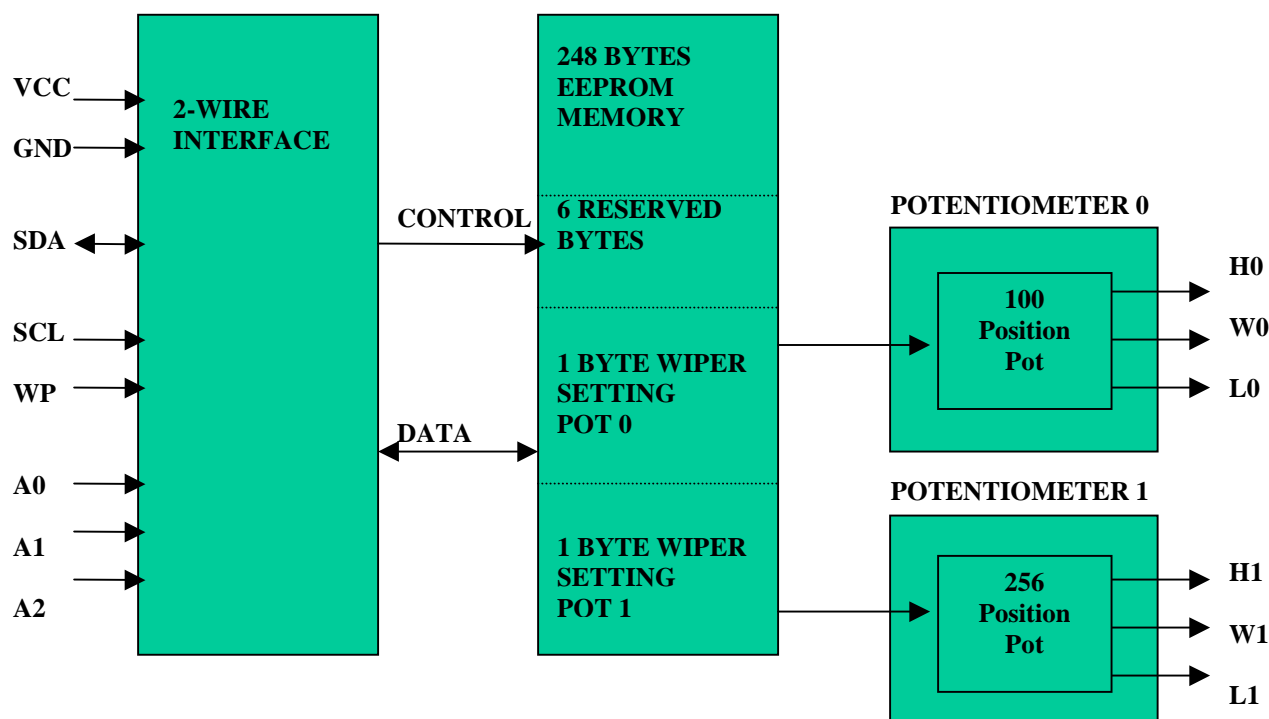 VCC
GND
SDA
SCL
WP
A0
A1
A2
2-WIRE
INTERFACE
CONTROL
DATA
248 BYTES
EEPROM
MEMORY
6 RESERVED
BYTES
1 BYTE WIPER
SETTING
POT 0
1 BYTE WIPER
SETTING
POT 1
POTENTIOMETER 0
100
Position
Pot
H0
W0
L0
POTENTIOMETER 1
256
Position
Pot
H1
W1
L1